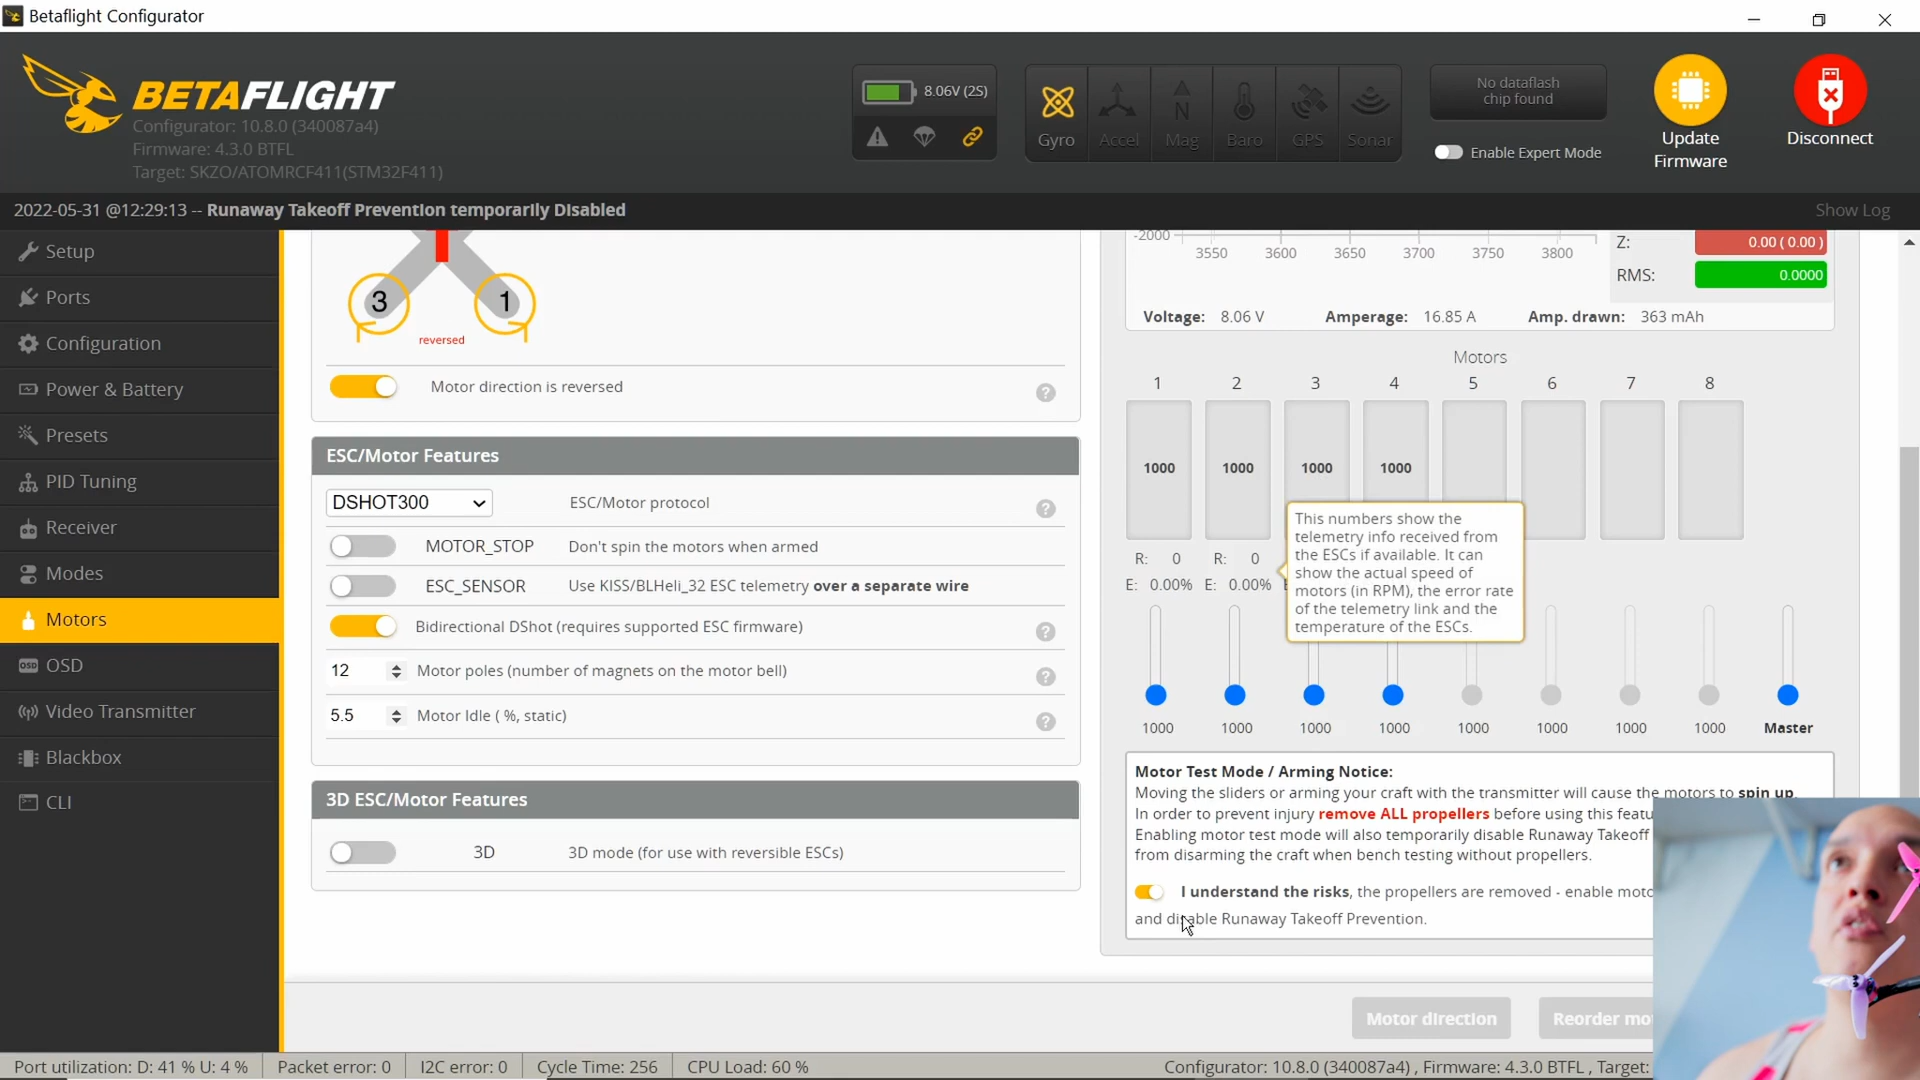 Betaflight Configurator
BETAFLIGHT
Configurator: 10.8.0 (340087a4)
Firmware: 4.3.0 BTFL
Target: SKZO/ATOMRCF411(STM32F411)
8.06V (2S)
Gyro
Accel
Mag
Baro
GPS
Sonar
No dataflash
chip found
Enable Expert Mode
Update
Firmware
Disconnect
2022-05-31 @12:29:13 -- Runaway Takeoff Prevention temporarily Disabled
Show Log
Setup
Ports
Configuration
Power & Battery
Presets
PID Tuning
Receiver
Modes
Motors
OSD
Video Transmitter
Blackbox
CLI
3
1
reversed
Motor direction is reversed
?
ESC/Motor Features
DSHOT300
ESC/Motor protocol
?
MOTOR_STOP
Don't spin the motors when armed
ESC_SENSOR
Use KISS/BLHeli_32 ESC telemetry over a separate wire
Bidirectional DShot (requires supported ESC firmware)
?
12
Motor poles (number of magnets on the motor bell)
?
5.5
Motor Idle ( %, static)
?
3D ESC/Motor Features
3D
3D mode (for use with reversible ESCs)
-2000
3550
3600
3650
3700
3750
3800
Z:
0.00 ( 0.00 )
RMS:
0.0000
Voltage: 8.06 V
Amperage: 16.85 A
Amp. drawn: 363 mAh
Motors
1
2
3
4
5
6
7
8
1000
1000
1000
1000
R: 0
R: 0
E: 0.00%
E: 0.00%
This numbers show the
telemetry info received from
the ESCs if available. It can
show the actual speed of
motors (in RPM), the error rate
of the telemetry link and the
temperature of the ESCs.
1000
1000
1000
1000
1000
1000
1000
1000
Master
Motor Test Mode / Arming Notice:
Moving the sliders or arming your craft with the transmitter will cause the motors to spin up.
In order to prevent injury remove ALL propellers before using this featu
Enabling motor test mode will also temporarily disable Runaway Takeoff
from disarming the craft when bench testing without propellers.
I understand the risks, the propellers are removed - enable moto
and disable Runaway Takeoff Prevention.
Motor direction
Reorder mo
Port utilization: D: 41 % U: 4 %
Packet error: 0
I2C error: 0
Cycle Time: 256
CPU Load: 60 %
Configurator: 10.8.0 (340087a4) , Firmware: 4.3.0 BTFL , Target: